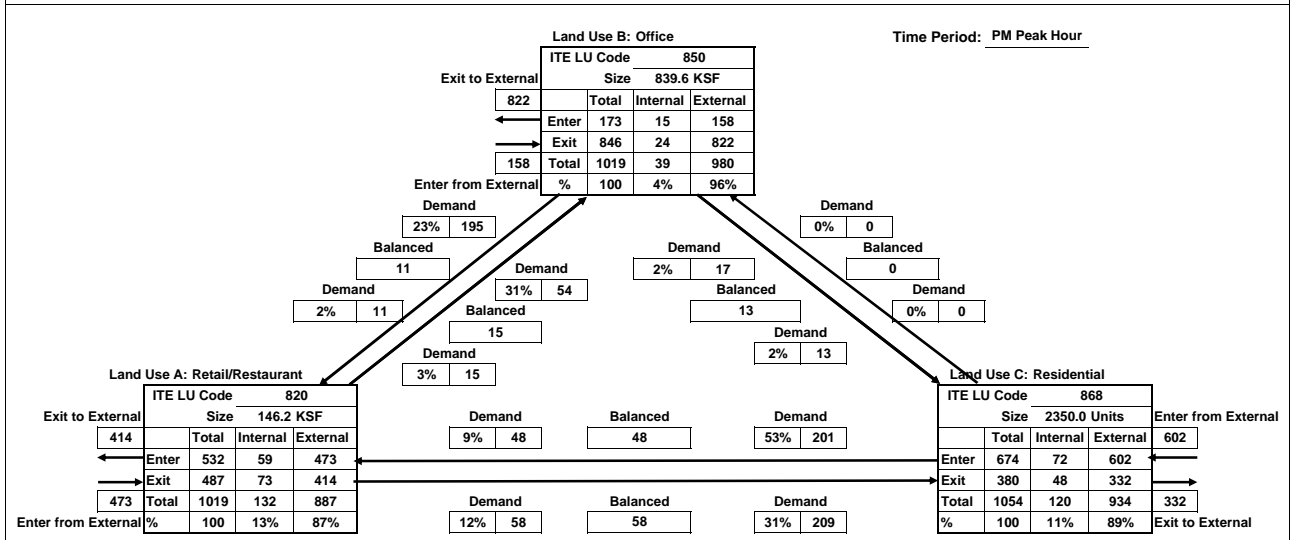 Time Period: PM Peak Hour
Land Use B: Office
ITE LU Code 850
Exit to External Size 839.6 KSF
822 Total Internal External
Enter 173 15 158
Exit 846 24 822
158 Total 1019 39 980
Enter from External % 100 4% 96%
Demand Demand
23% 195 0% 0
Balanced Demand Balanced
11 2% 17 0
Demand Demand Balanced Demand
2% 11 31% 54 13 0% 0
Balanced
15 Demand
Demand 2% 13
3% 15
Land Use A: Retail/Restaurant Land Use C: Residential
ITE LU Code 820 ITE LU Code 868
Exit to External Size 146.2 KSF Demand Balanced Demand Size 2350.0 Units Enter from External
414 Total Internal External 9% 48 48 53% 201 Total Internal External 602
Enter 532 59 473 Enter 674 72 602
Exit 487 73 414 Exit 380 48 332
473 Total 1019 132 887 Demand Balanced Demand Total 1054 120 934 332
Enter from External % 100 13% 87% 12% 58 58 31% 209 % 100 11% 89% Exit to External